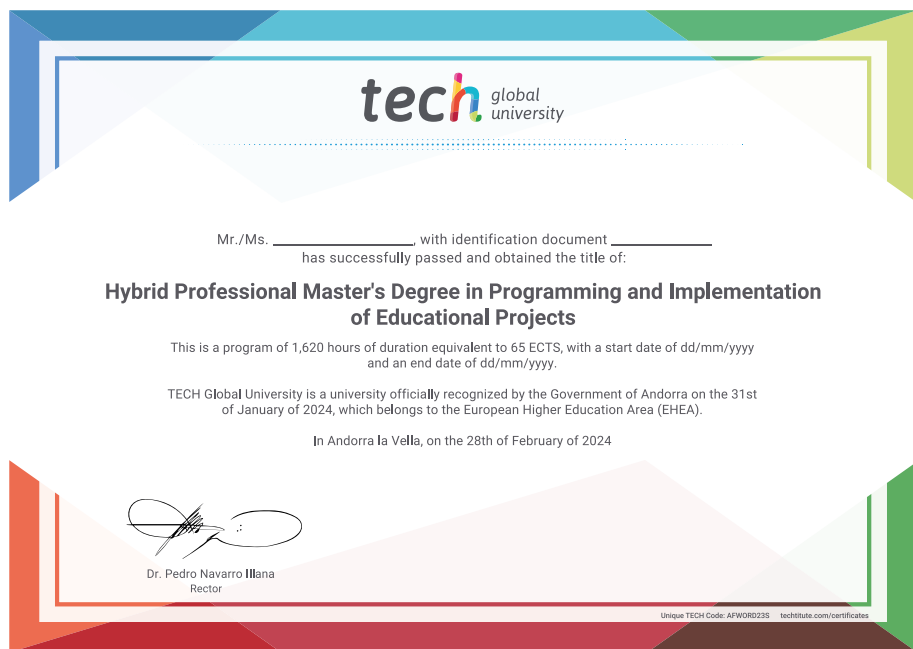 tech global university
Mr./Ms. ____________________, with identification document ______________
has successfully passed and obtained the title of:
Hybrid Professional Master's Degree in Programming and Implementation
of Educational Projects
This is a program of 1,620 hours of duration equivalent to 65 ECTS, with a start date of dd/mm/yyyy
and an end date of dd/mm/yyyy.
TECH Global University is a university officially recognized by the Government of Andorra on the 31st
of January of 2024, which belongs to the European Higher Education Area (EHEA).
In Andorra la Vella, on the 28th of February of 2024
Dr. Pedro Navarro Illana
Rector
Unique TECH Code: AFWORD23S techtitute.com/certificates